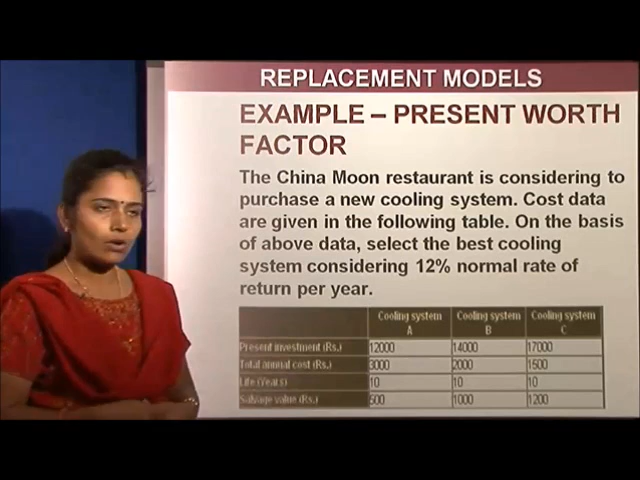 REPLACEMENT MODELS
EXAMPLE – PRESENT WORTH
FACTOR
The China Moon restaurant is considering to
purchase a new cooling system. Cost data
are given in the following table. On the basis
of above data, select the best cooling
system considering 12% normal rate of
return per year.
Cooling system A Cooling system B Cooling system C
Present investment (Rs.) 12000 14000 17000
Total annual cost (Rs.) 3000 2000 1500
Life (Years) 10 10 10
Salvage value (Rs.) 500 1000 1200